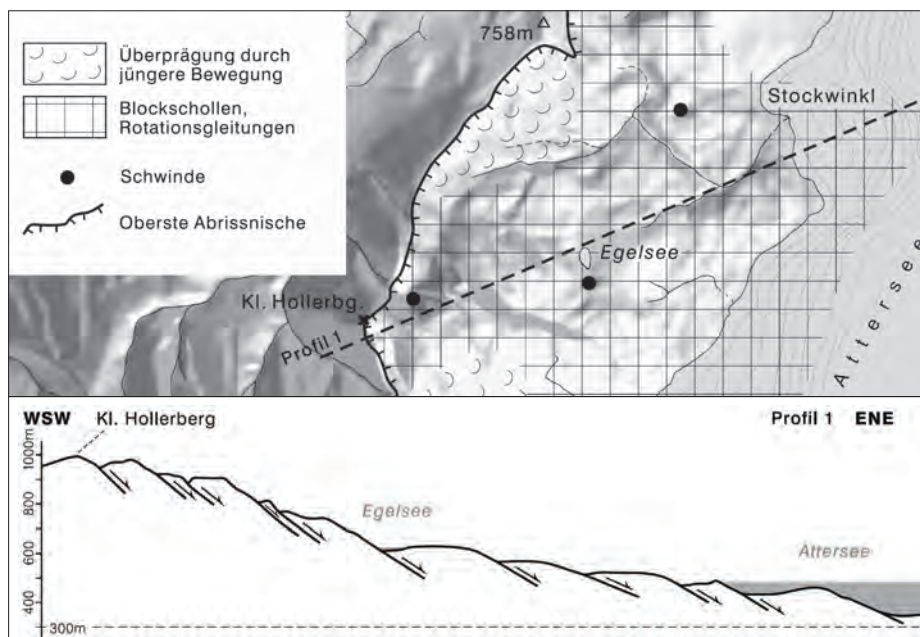 Überprägung durch
jüngere Bewegung
Blockschollen,
Rotationsgleitungen
Schwinde
Oberste Abrissnische
758m
Stockwinkl
Egelsee
Kl. Hollerbg.
Profil 1
Attersee
WSW Kl. Hollerberg
Profil 1 ENE
1000m
800
600
400
300m
Egelsee
Attersee